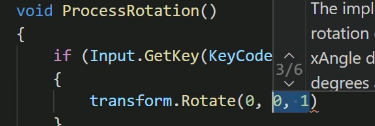 void ProcessRotation()
{
if (Input.GetKey(KeyCode
{
transform.Rotate(0, 0, 1)
}
3/6
The impl
rotation
xAngle d
degrees